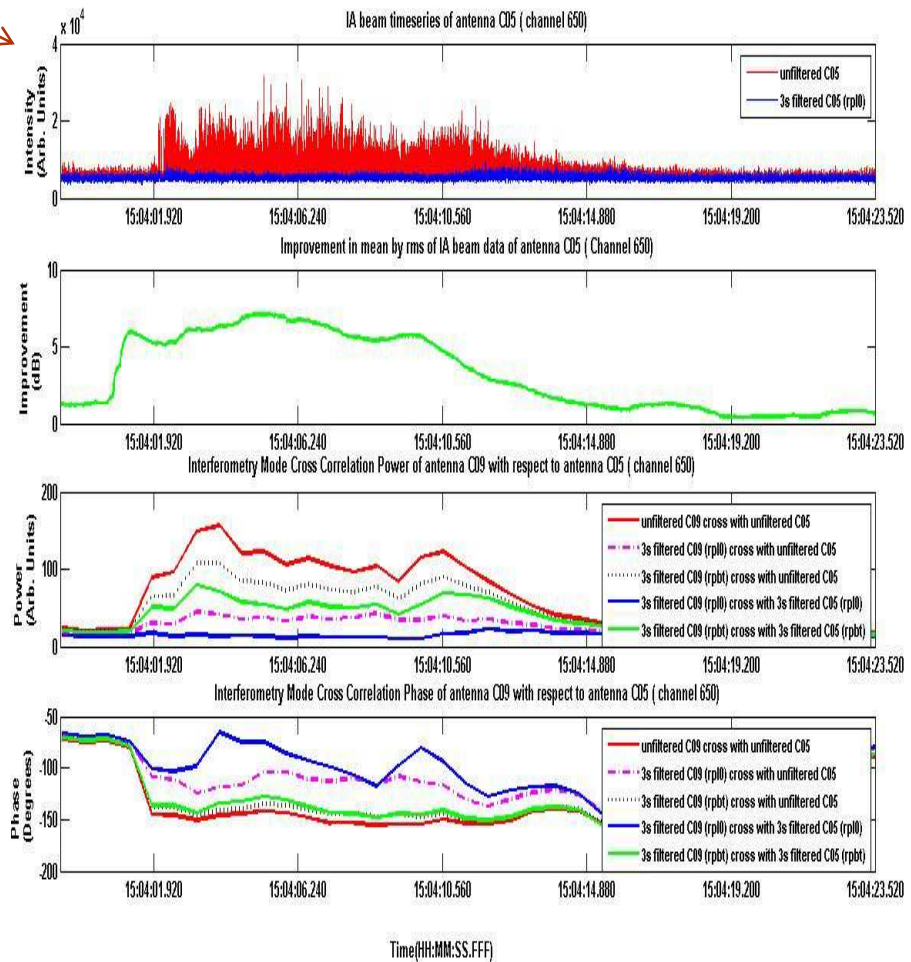 IA beam timeseries of antenna C05 ( channel 650)
x 10^4
Intensity
(Arb. Units)
4
2
0
unfiltered C05
3s filtered C05 (rpl0)
15:04:01.920 15:04:06.240 15:04:10.560 15:04:14.880 15:04:19.200 15:04:23.520
Improvement in mean by rms of IA beam data of antenna C05 ( Channel 650)
Improvement
(dB)
10
5
0
15:04:01.920 15:04:06.240 15:04:10.560 15:04:14.880 15:04:19.200 15:04:23.520
Interferometry Mode Cross Correlation Power of antenna C09 with respect to antenna C05 ( channel 650)
Power
(Arb. Units)
200
100
0
unfiltered C09 cross with unfiltered C05
3s filtered C09 (rpl0) cross with unfiltered C05
3s filtered C09 (rpbt) cross with unfiltered C05
3s filtered C09 (rpl0) cross with 3s filtered C05 (rpl0)
3s filtered C09 (rpbt) cross with 3s filtered C05 (rpbt)
15:04:01.920 15:04:06.240 15:04:10.560 15:04:14.880 15:04:19.200 15:04:23.520
Interferometry Mode Cross Correlation Phase of antenna C09 with respect to antenna C05 ( channel 650)
Phase
(Degrees)
-50
-100
-150
-200
unfiltered C09 cross with unfiltered C05
3s filtered C09 (rpl0) cross with unfiltered C05
3s filtered C09 (rpbt) cross with unfiltered C05
3s filtered C09 (rpl0) cross with 3s filtered C05 (rpl0)
3s filtered C09 (rpbt) cross with 3s filtered C05 (rpbt)
15:04:01.920 15:04:06.240 15:04:10.560 15:04:14.880 15:04:19.200 15:04:23.520
Time(HH:MM:SS.FFF)